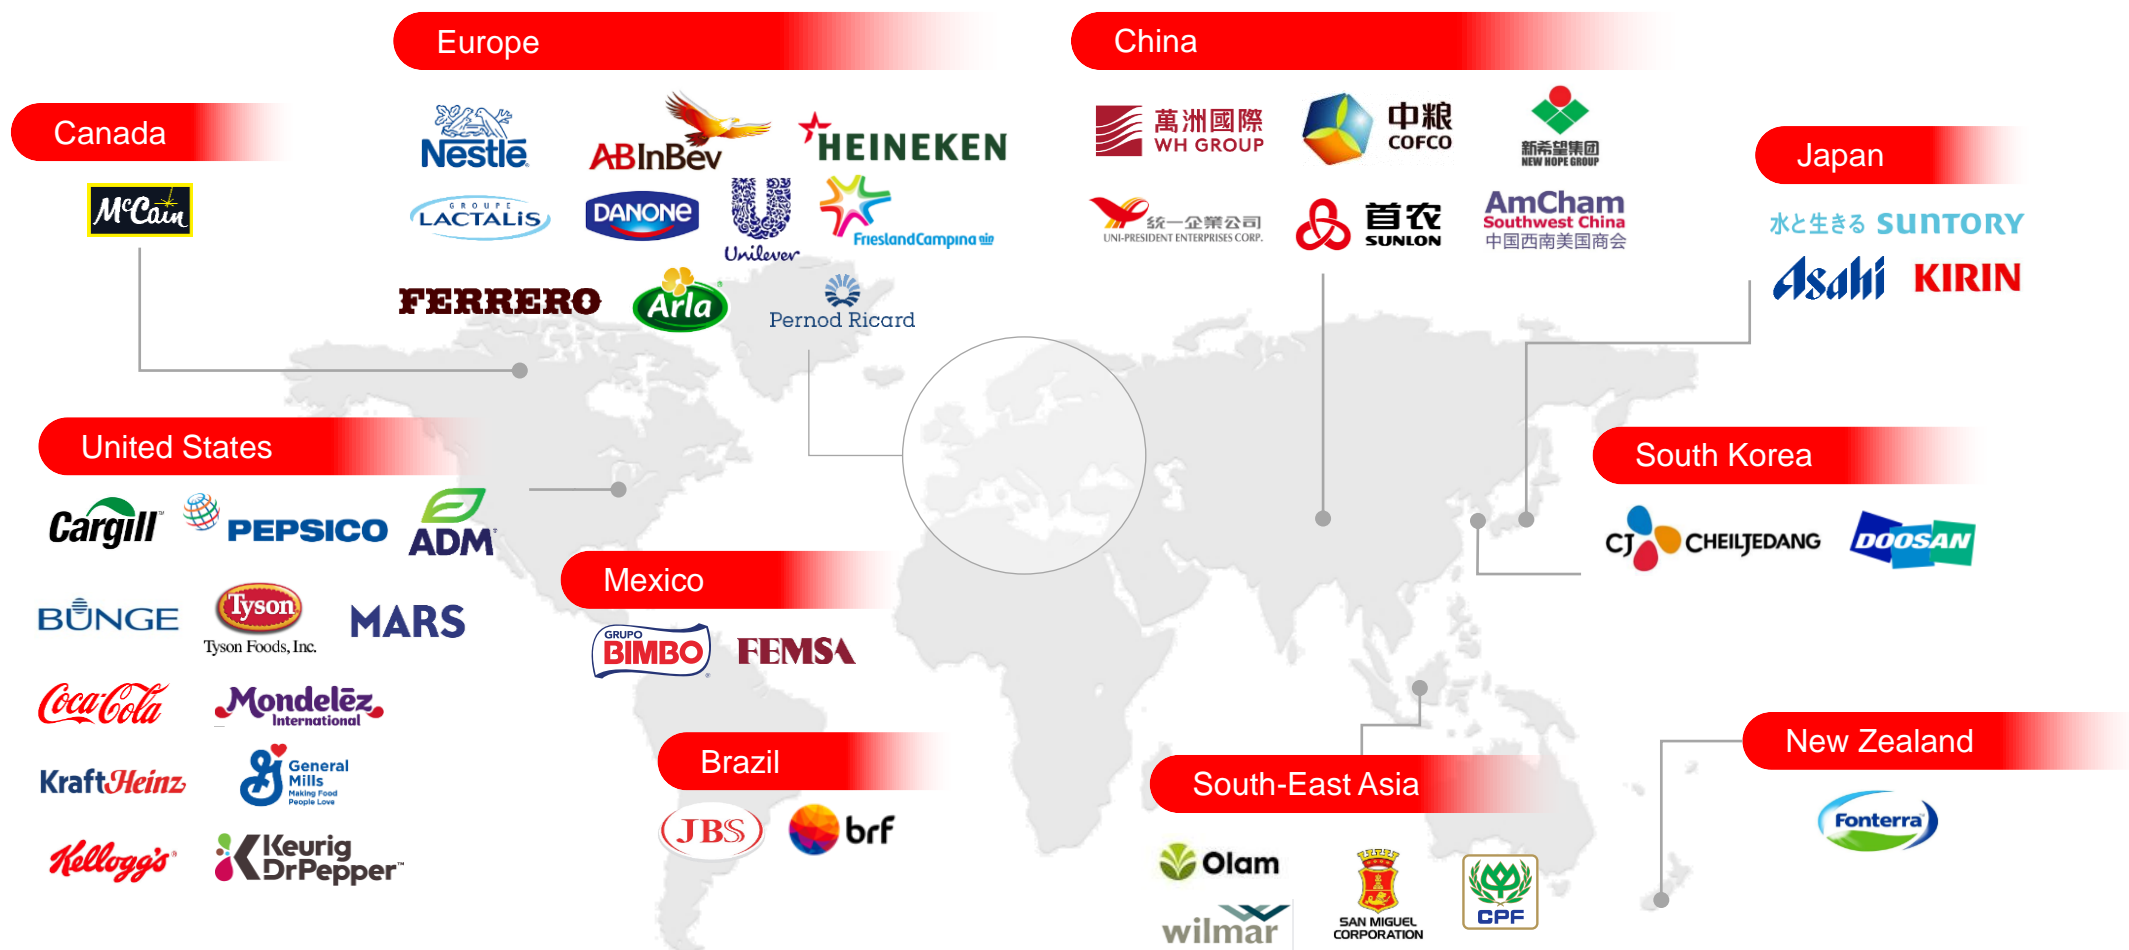 Europe
Nestlē
ABInBev
HEINEKEN
GROUPE
LACTALIS
DANONE
Unilever
FrieslandCampina
FERRERO
Arla
Pernod Ricard
China
萬洲國際
WH GROUP
中粮
COFCO
新希望集团
NEW HOPE GROUP
統一企業公司
UNI-PRESIDENT ENTERPRISES CORP.
首农
SUNLON
AmCham
Southwest China
中国西南美国商会
Canada
McCain
Japan
水と生きる SUNTORY
Asahi
KIRIN
United States
Cargill™
PEPSICO
ADM
BUNGE
Tyson
Tyson Foods, Inc.
MARS
Coca-Cola
Mondelēz
International
KraftHeinz
General
Mills
Making Food
People Love
Kellogg's
Keurig
DrPepper™
Mexico
GRUPO
BIMBO
FEMSA
Brazil
JBS
brf
South Korea
CJ CHEILJEDANG
DOOSAN
South-East Asia
Olam
wilmar
SAN MIGUEL
CORPORATION
CPF
New Zealand
Fonterra